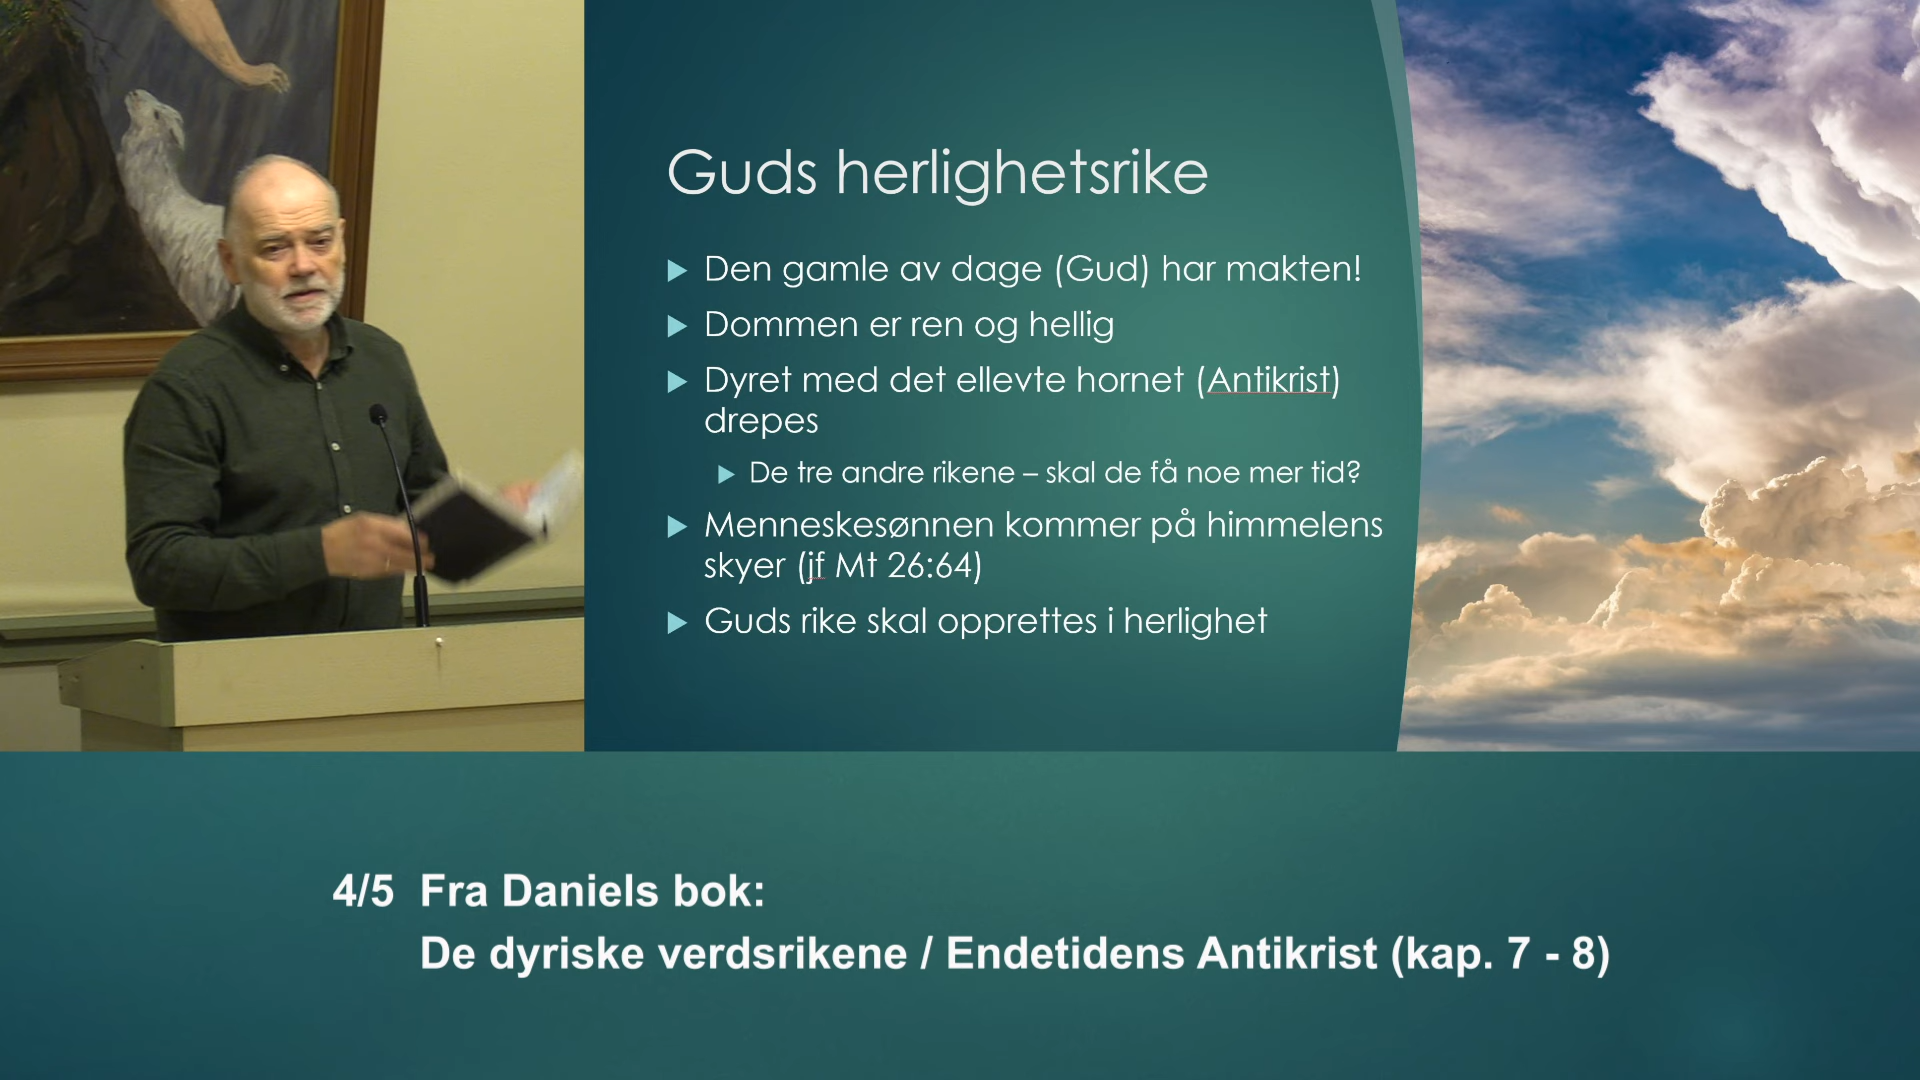 Guds herlighetsrike
Den gamle av dage (Gud) har makten!
Dommen er ren og hellig
Dyret med det ellevte hornet (Antikrist)
drepes
De tre andre rikene – skal de få noe mer tid?
Menneskesønnen kommer på himmelens
skyer (jf Mt 26:64)
Guds rike skal opprettes i herlighet
4/5 Fra Daniels bok:
De dyriske verdsrikene / Endetidens Antikrist (kap. 7 - 8)